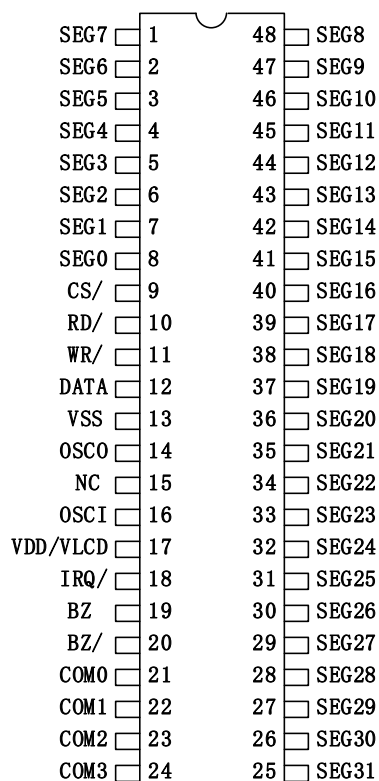 SEG7 1 48 SEG8
SEG6 2 47 SEG9
SEG5 3 46 SEG10
SEG4 4 45 SEG11
SEG3 5 44 SEG12
SEG2 6 43 SEG13
SEG1 7 42 SEG14
SEG0 8 41 SEG15
CS/ 9 40 SEG16
RD/ 10 39 SEG17
WR/ 11 38 SEG18
DATA 12 37 SEG19
VSS 13 36 SEG20
OSCO 14 35 SEG21
NC 15 34 SEG22
OSCI 16 33 SEG23
VDD/VLCD 17 32 SEG24
IRQ/ 18 31 SEG25
BZ 19 30 SEG26
BZ/ 20 29 SEG27
COM0 21 28 SEG28
COM1 22 27 SEG29
COM2 23 26 SEG30
COM3 24 25 SEG31